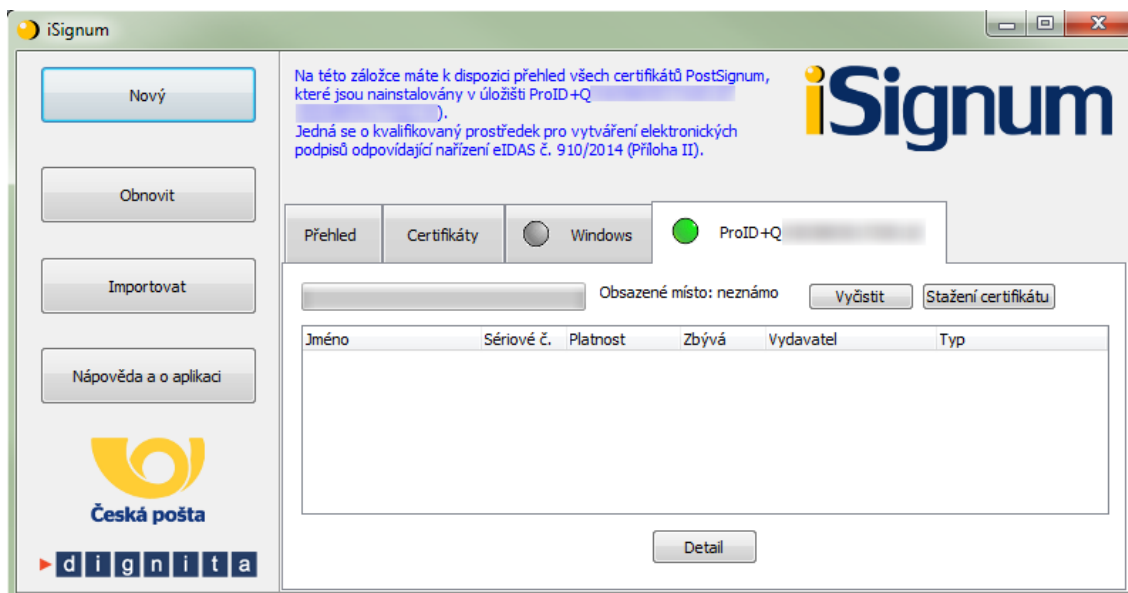 iSignum
Nový
Obnovit
Importovat
Nápověda a o aplikaci
Česká pošta
dignita
Na této záložce máte k dispozici přehled všech certifikátů PostSignum,
které jsou nainstalovány v úložišti ProID+Q
).
Jedná se o kvalifikovaný prostředek pro vytváření elektronických
podpisů odpovídající nařízení eIDAS č. 910/2014 (Příloha II).
iSignum
Přehled Certifikáty Windows ProID+Q
Obsazené místo: neznámo Vyčistit Stažení certifikátu
Jméno Sériové č. Platnost Zbývá Vydavatel Typ
Detail